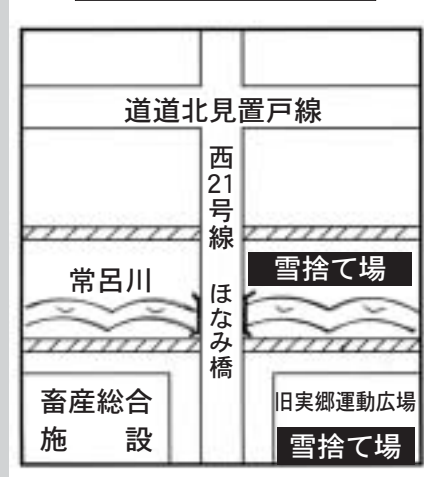 道道北見置戸線
西21号線
雪捨て場
常呂川
ほなみ橋
畜産総合
施設
旧実郷運動広場
雪捨て場